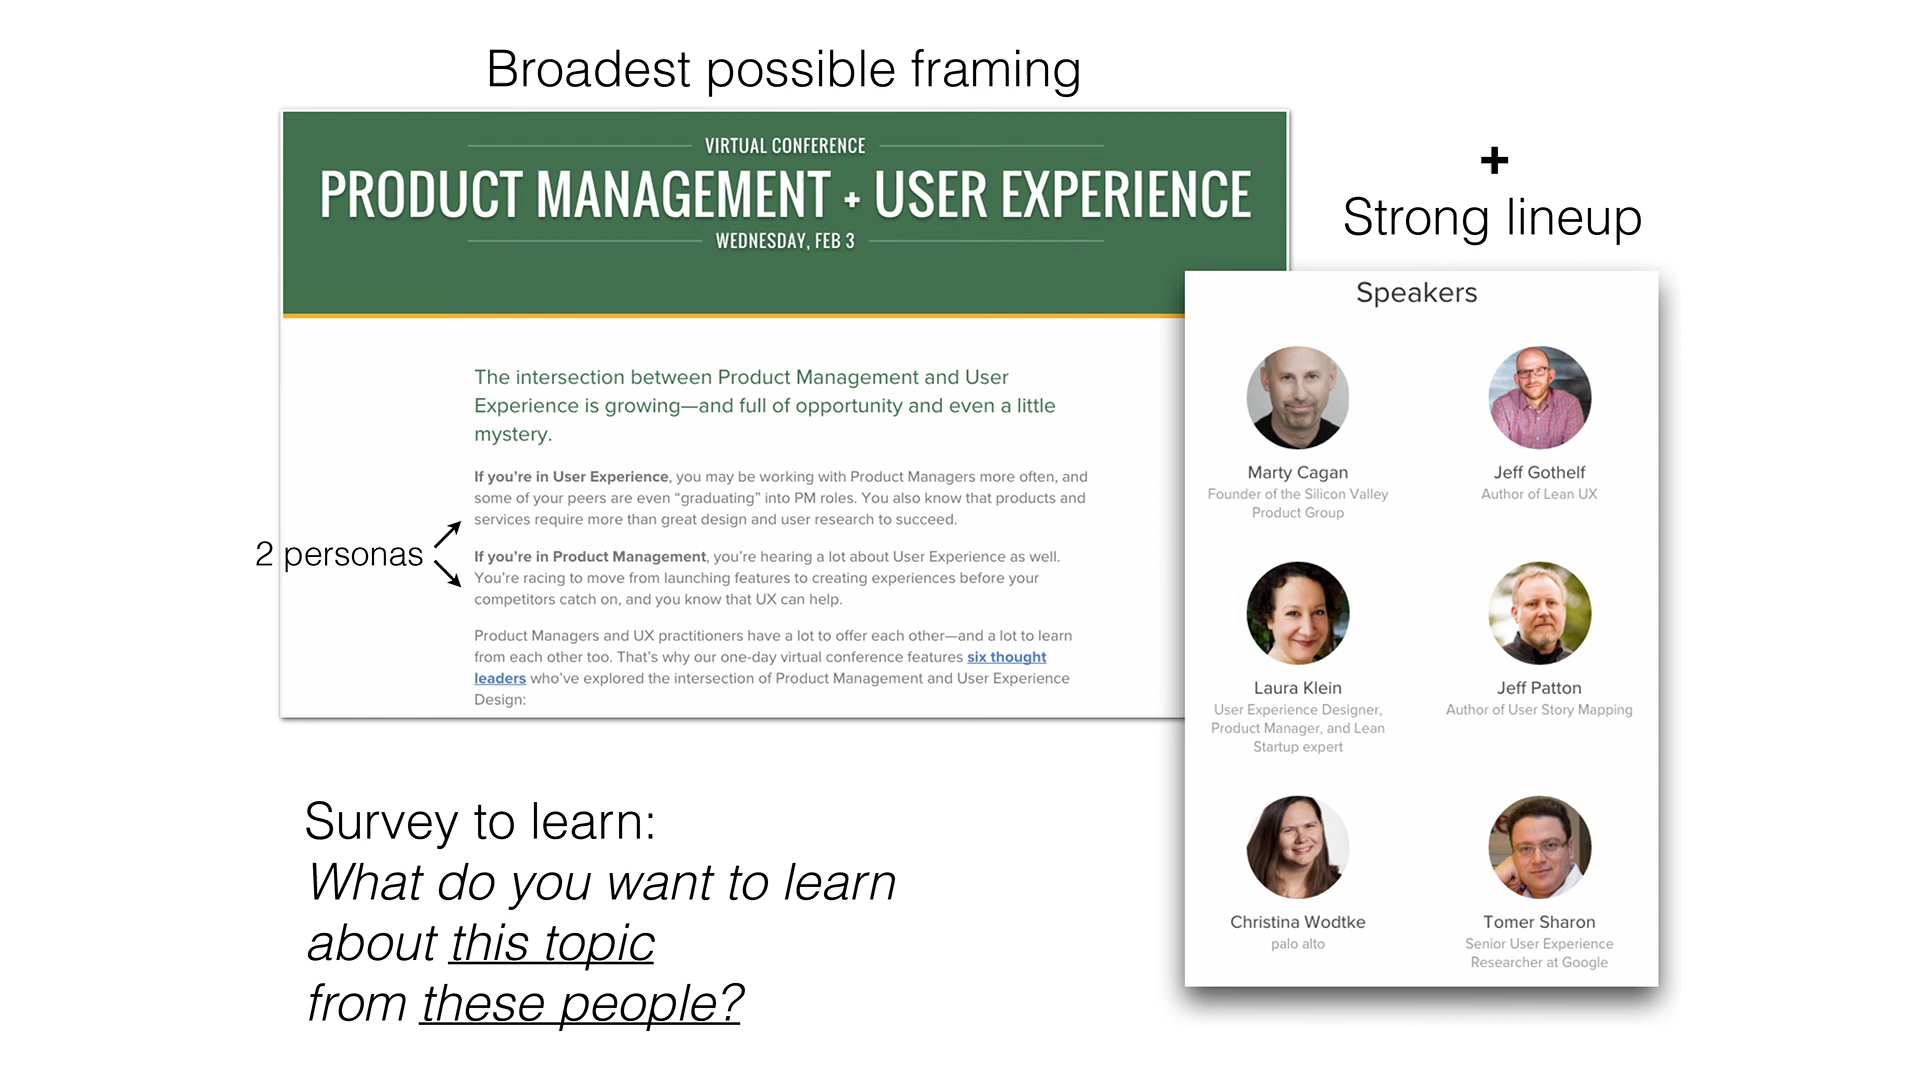 Broadest possible framing
VIRTUAL CONFERENCE
PRODUCT MANAGEMENT + USER EXPERIENCE
WEDNESDAY, FEB 3
The intersection between Product Management and User
Experience is growing—and full of opportunity and even a little
mystery.
If you’re in User Experience, you may be working with Product Managers more often, and
some of your peers are even “graduating” into PM roles. You also know that products and
services require more than great design and user research to succeed.
2 personas
If you’re in Product Management, you’re hearing a lot about User Experience as well.
You’re racing to move from launching features to creating experiences before your
competitors catch on, and you know that UX can help.
Product Managers and UX practitioners have a lot to offer each other—and a lot to learn
from each other too. That’s why our one-day virtual conference features six thought
leaders who’ve explored the intersection of Product Management and User Experience
Design:
+
Strong lineup
Speakers
Marty Cagan
Founder of the Silicon Valley
Product Group
Jeff Gothelf
Author of Lean UX
Laura Klein
User Experience Designer,
Product Manager, and Lean
Startup expert
Jeff Patton
Author of User Story Mapping
Christina Wodtke
palo alto
Tomer Sharon
Senior User Experience
Researcher at Google
Survey to learn:
What do you want to learn
about this topic
from these people?